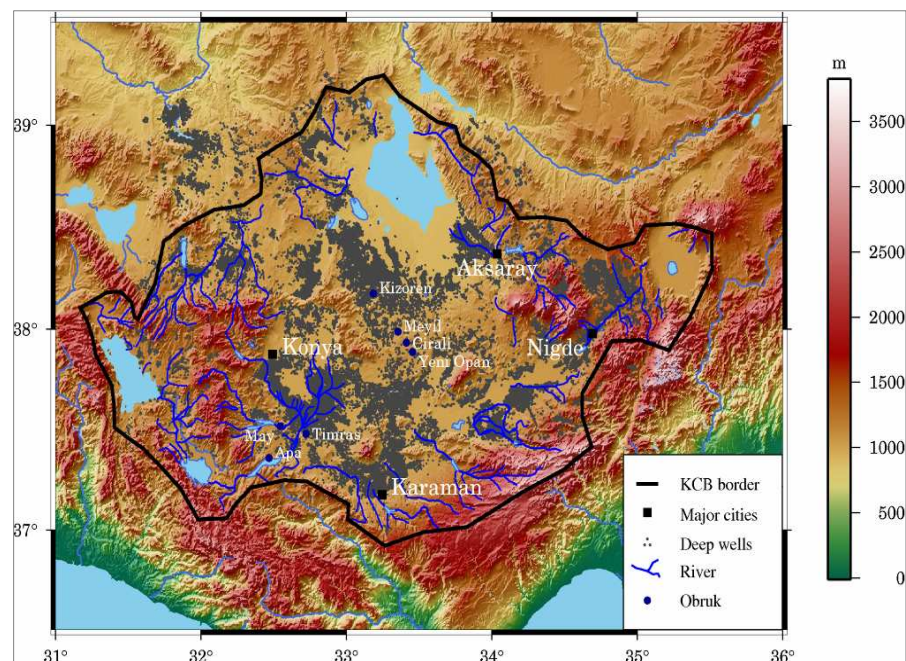 m
39°
38°
37°
3500
3000
2500
2000
1500
1000
500
0
Aksaray
Kizoren
Meyil
Cirali
Yeni Opan
Konya
Nigde
May
Timras
Apa
Karaman
KCB border
Major cities
Deep wells
River
Obruk
31°
32°
33°
34°
35°
36°